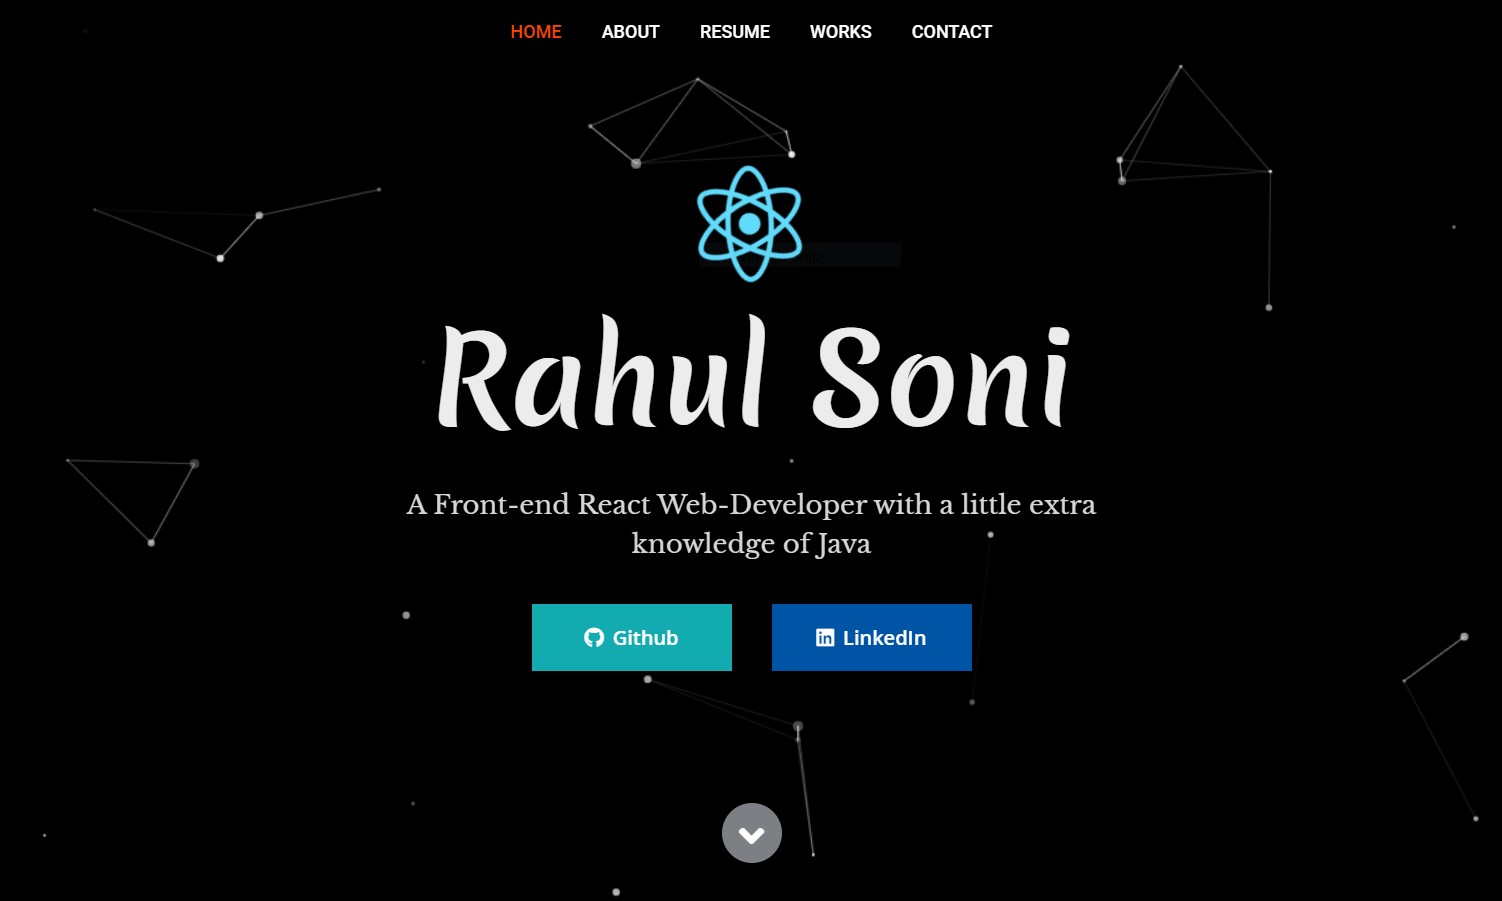 HOME ABOUT RESUME WORKS CONTACT
Rahul Soni
A Front-end React Web-Developer with a little extra
knowledge of Java
Github LinkedIn